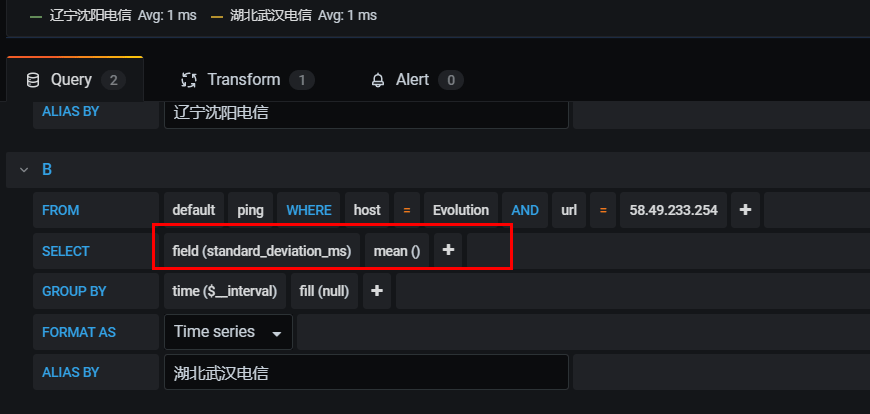 辽宁沈阳电信 Avg: 1 ms 湖北武汉电信 Avg: 1 ms
Query 2 Transform 1 Alert 0
ALIAS BY 辽宁沈阳电信
B
FROM default ping WHERE host = Evolution AND url = 58.49.233.254 +
SELECT field (standard_deviation_ms) mean () +
GROUP BY time ($__interval) fill (null) +
FORMAT AS Time series
ALIAS BY 湖北武汉电信